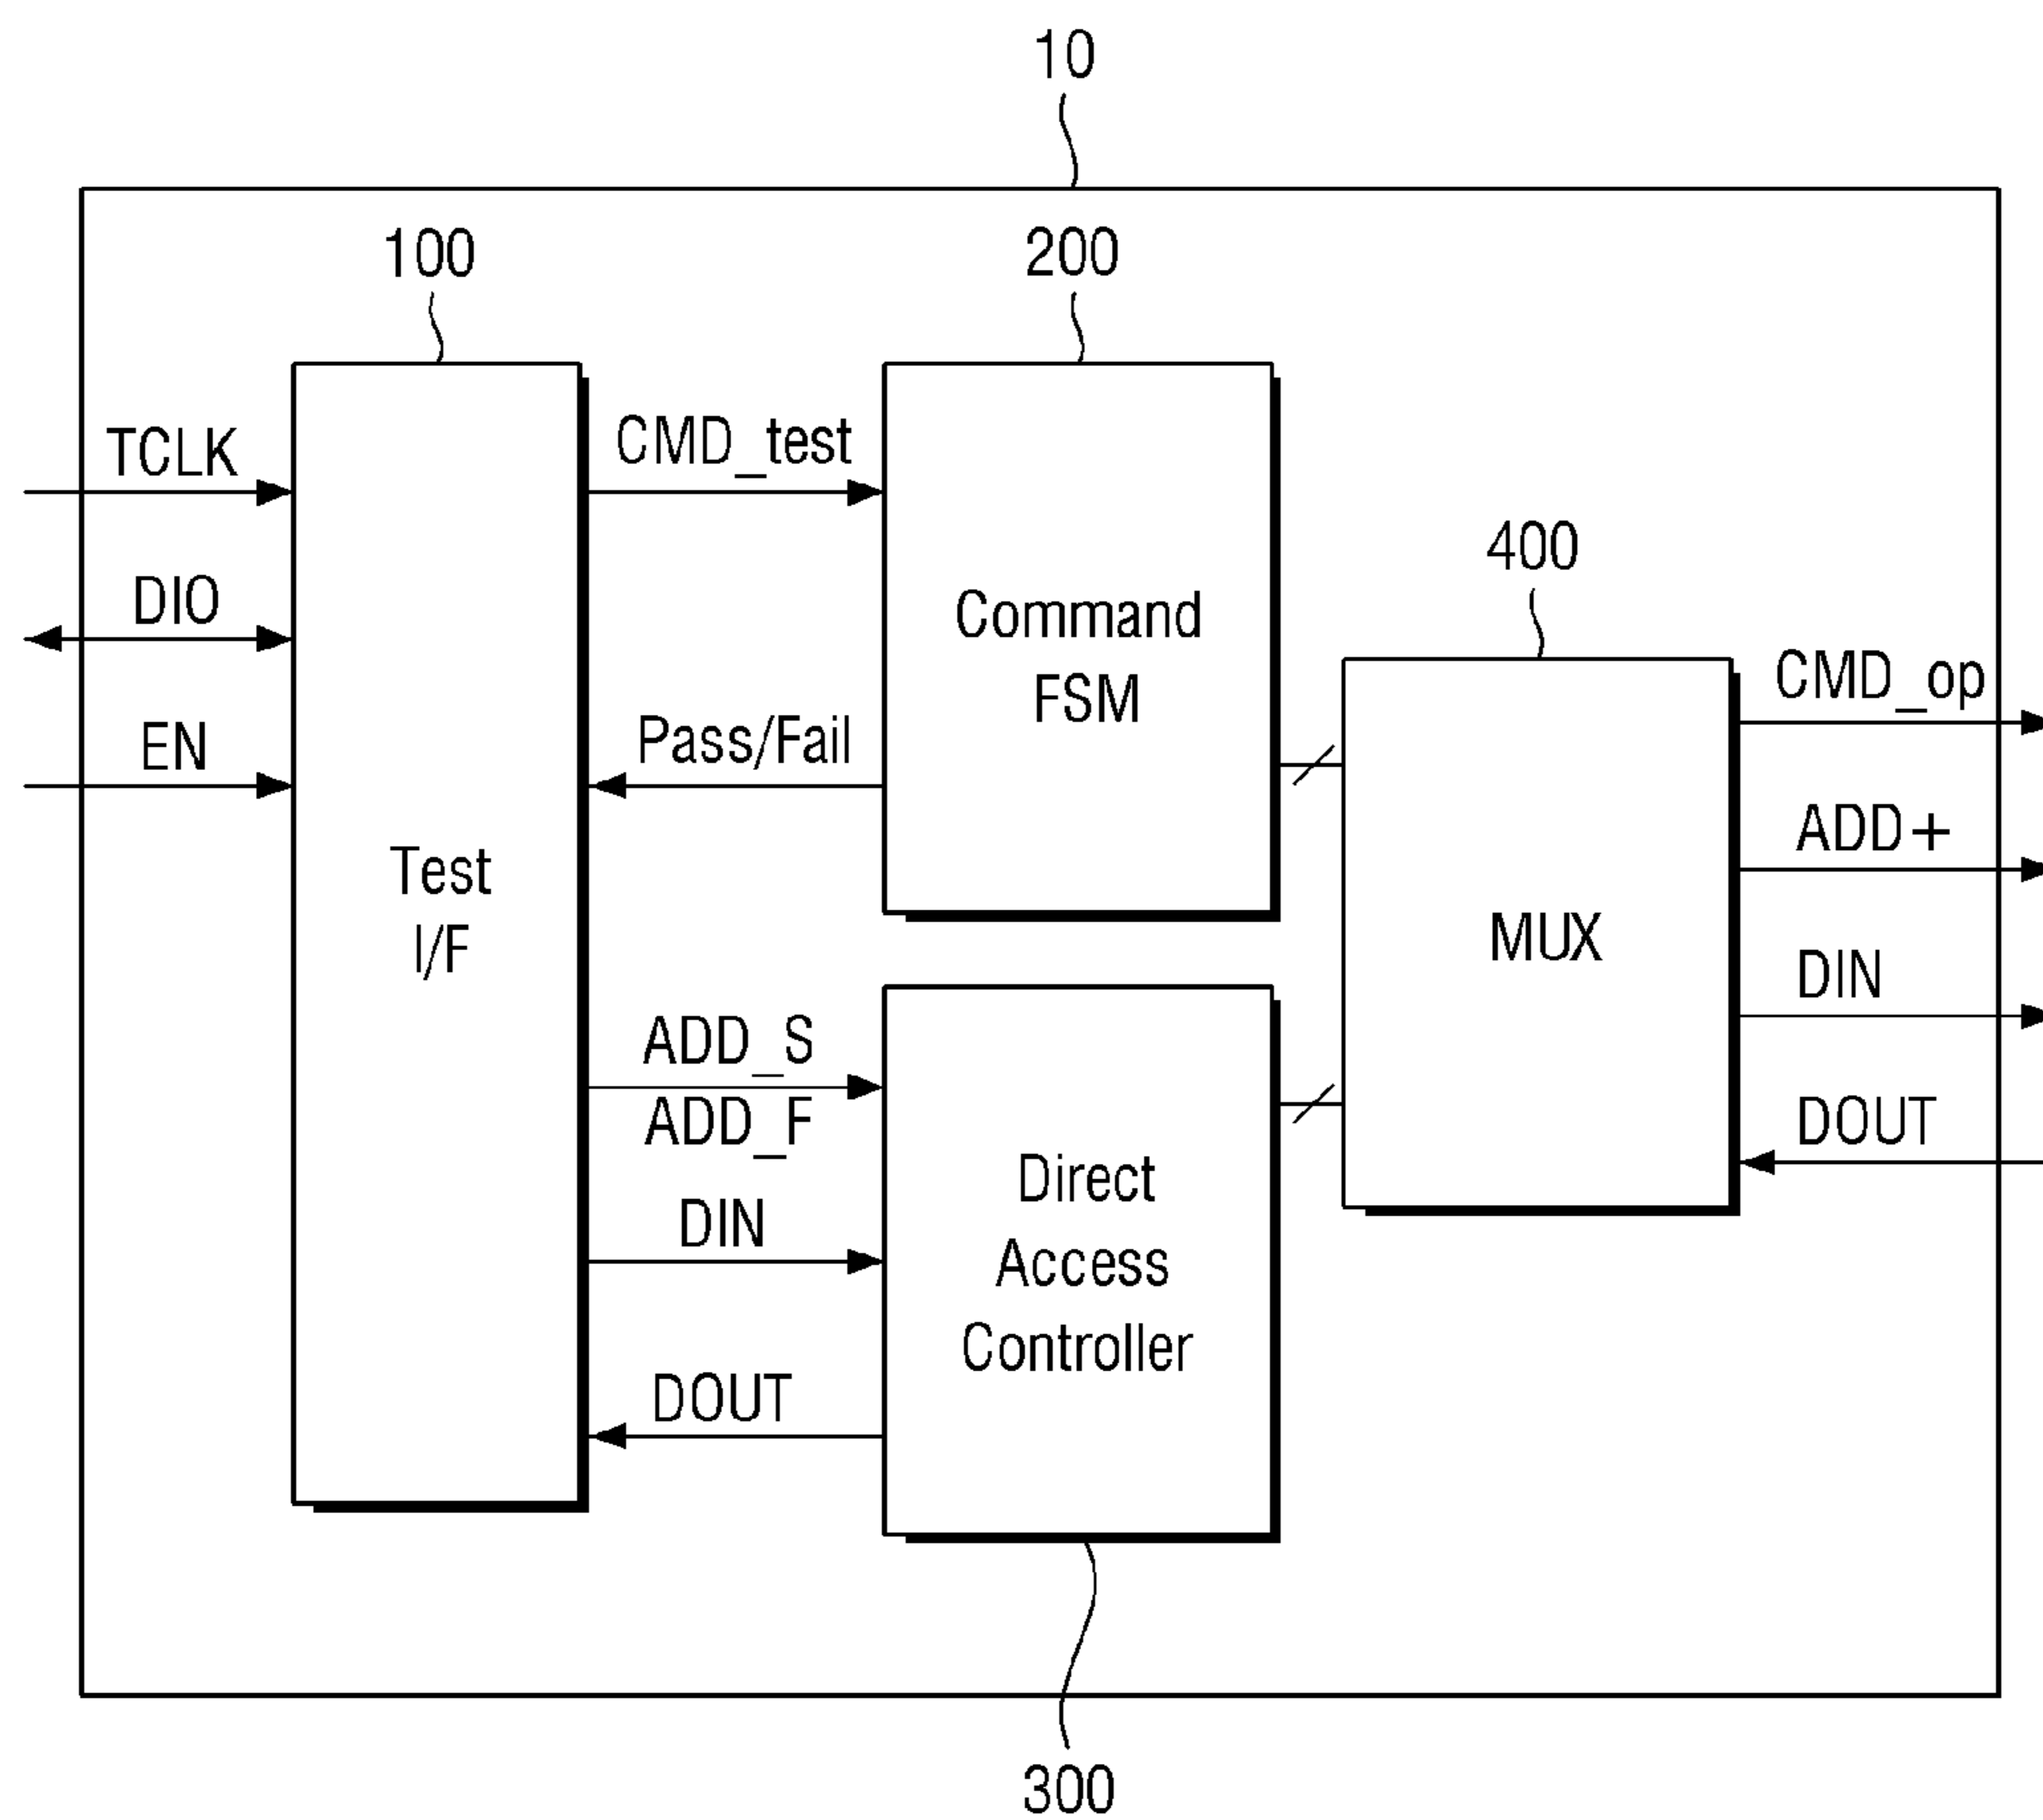 10
100
200
TCLK
CMD_test
DIO
400
Command
FSM
CMD_op
EN
Pass/Fail
ADD+
Test
I/F
MUX
DIN
ADD_S
ADD_F
DOUT
Direct
Access
Controller
DIN
DOUT
300